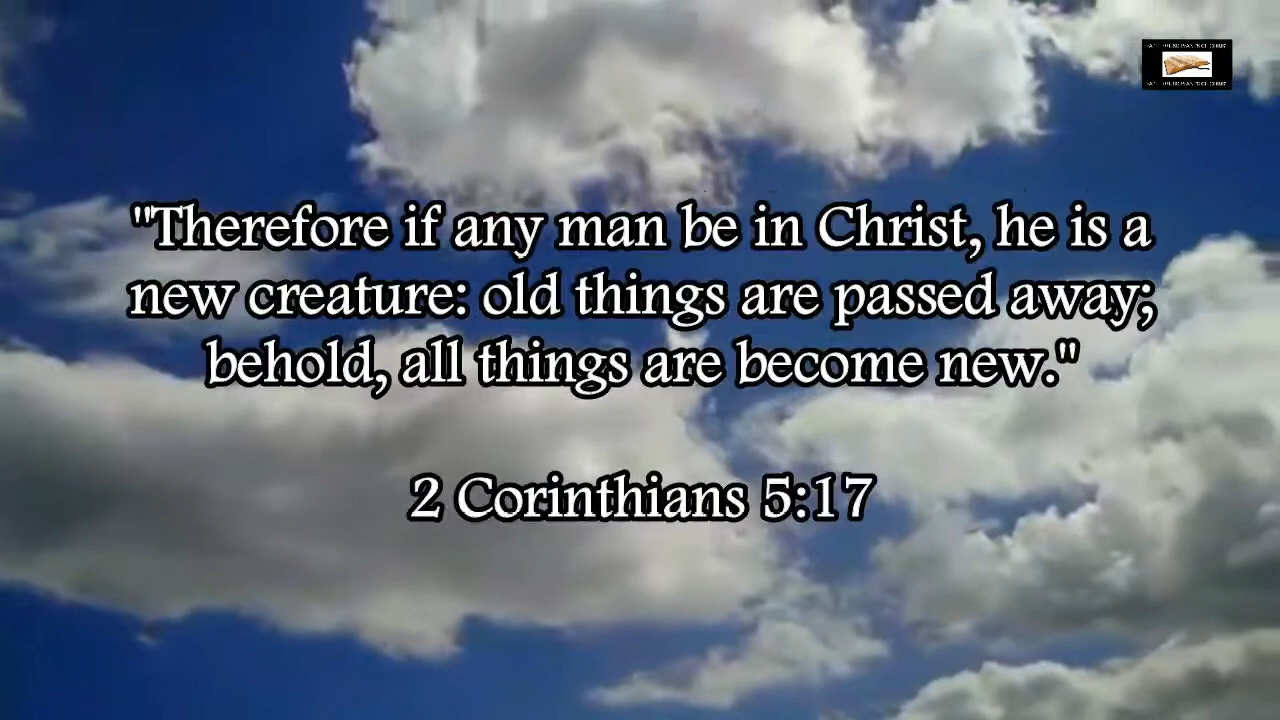 "Therefore if any man be in Christ, he is a
new creature: old things are passed away;
behold, all things are become new."
2 Corinthians 5:17